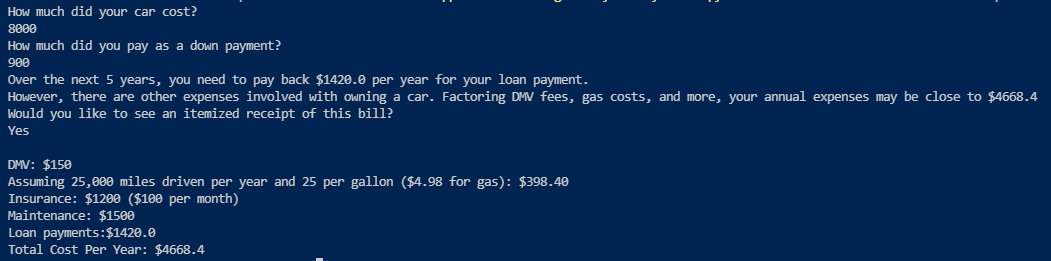 How much did your car cost?
8000
How much did you pay as a down payment?
900
Over the next 5 years, you need to pay back $1420.0 per year for your loan payment.
However, there are other expenses involved with owning a car. Factoring DMV fees, gas costs, and more, your annual expenses may be close to $4668.4
Would you like to see an itemized receipt of this bill?
Yes
DMV: $150
Assuming 25,000 miles driven per year and 25 per gallon ($4.98 for gas): $398.40
Insurance: $1200 ($100 per month)
Maintenance: $1500
Loan payments:$1420.0
Total Cost Per Year: $4668.4